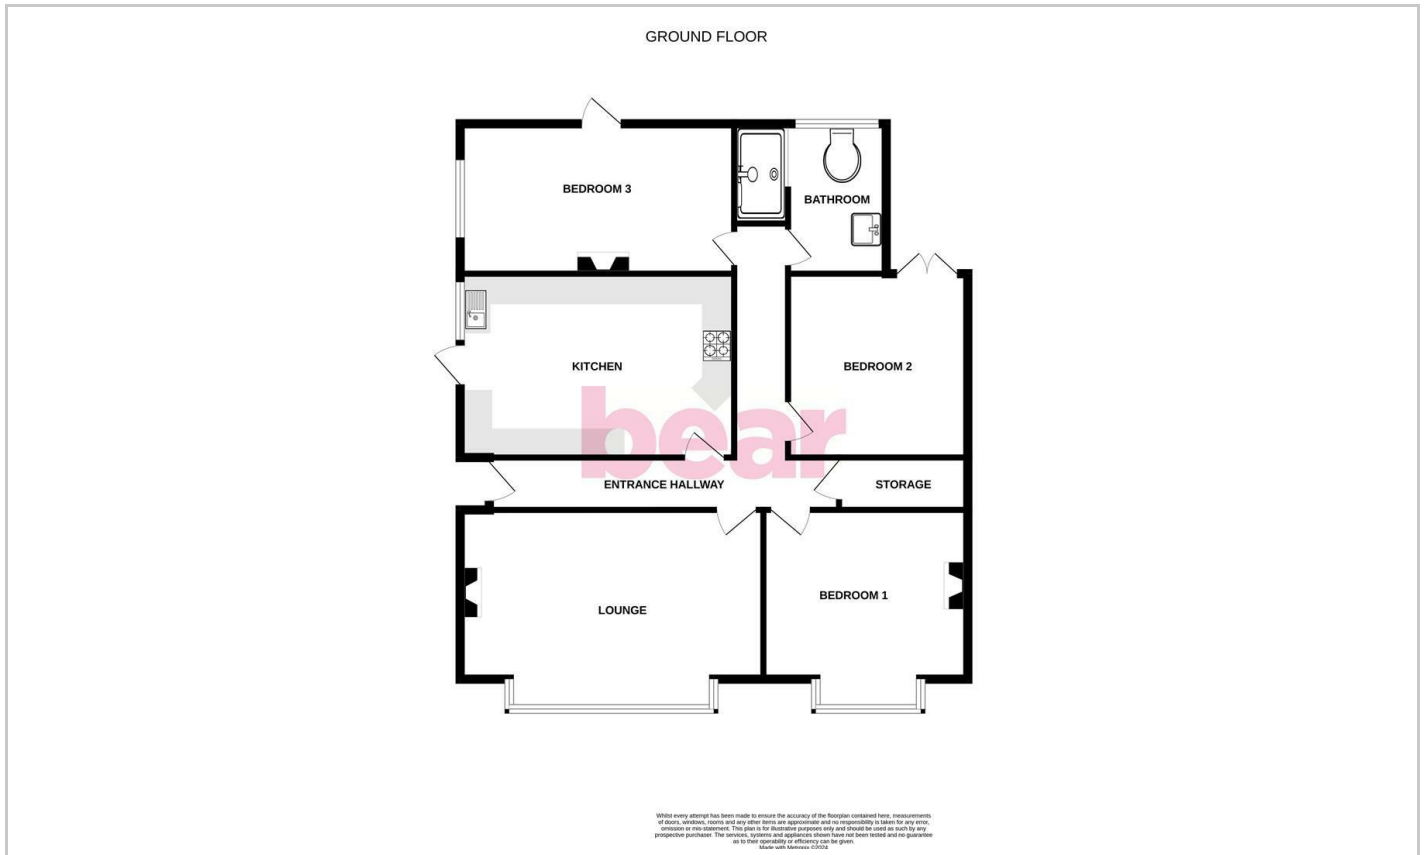 GROUND FLOOR
BEDROOM 3
BATHROOM
KITCHEN
BEDROOM 2
bear
ENTRANCE HALLWAY
STORAGE
LOUNGE
BEDROOM 1
Whilst every attempt has been made to ensure the accuracy of the floorplan contained here, measurements
of doors, windows, rooms and any other items are approximate and no responsibility is taken for any error,
omission or mis-statement. This plan is for illustrative purposes only and should be used as such by any
prospective purchaser. The services, systems and appliances shown have not been tested and no guarantee
as to their operability or efficiency can be given.
Made with Metropix ©2024